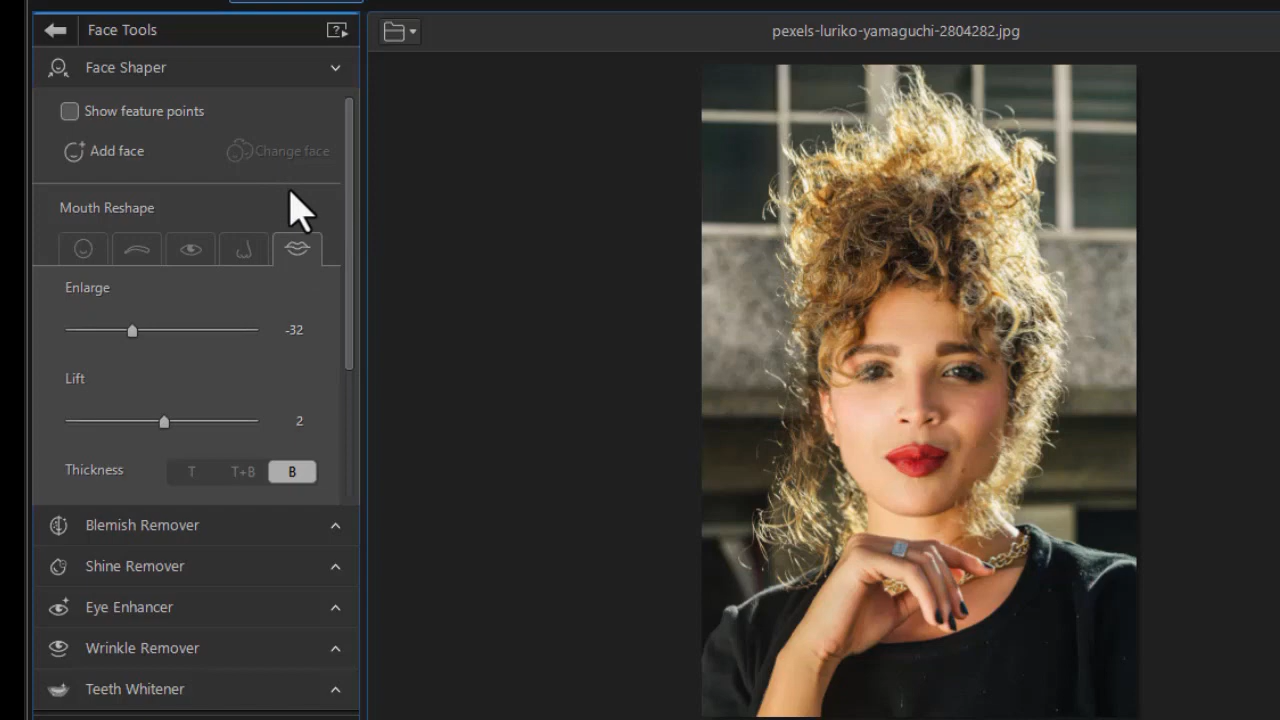 Face Tools
pexels-luriko-yamaguchi-2804282.jpg
Face Shaper
Show feature points
Add face
Change face
Mouth Reshape
Enlarge
-32
Lift
2
Thickness T T+B B
Blemish Remover
Shine Remover
Eye Enhancer
Wrinkle Remover
Teeth Whitener